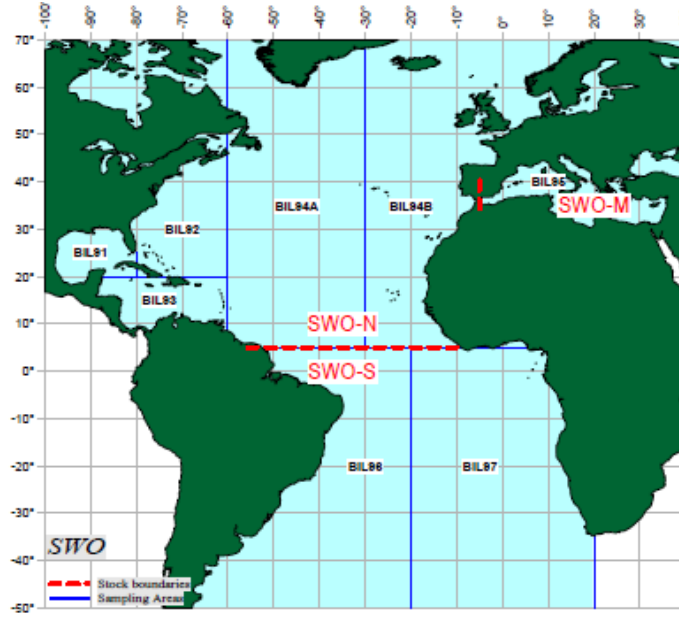 -100° -90° -80° -70° -60° -50° -40° -30° -20° -10° 0° 10° 20° 30°
70°
60°
50°
40°
30°
20°
10°
0°
-10°
-20°
-30°
-40°
-50°
BIL95
SWO-M
BIL94A
BIL94B
BIL92
BIL91
BIL93
SWO-N
SWO-S
BIL96
BIL97
SWO
Stock boundaries
Sampling Areas